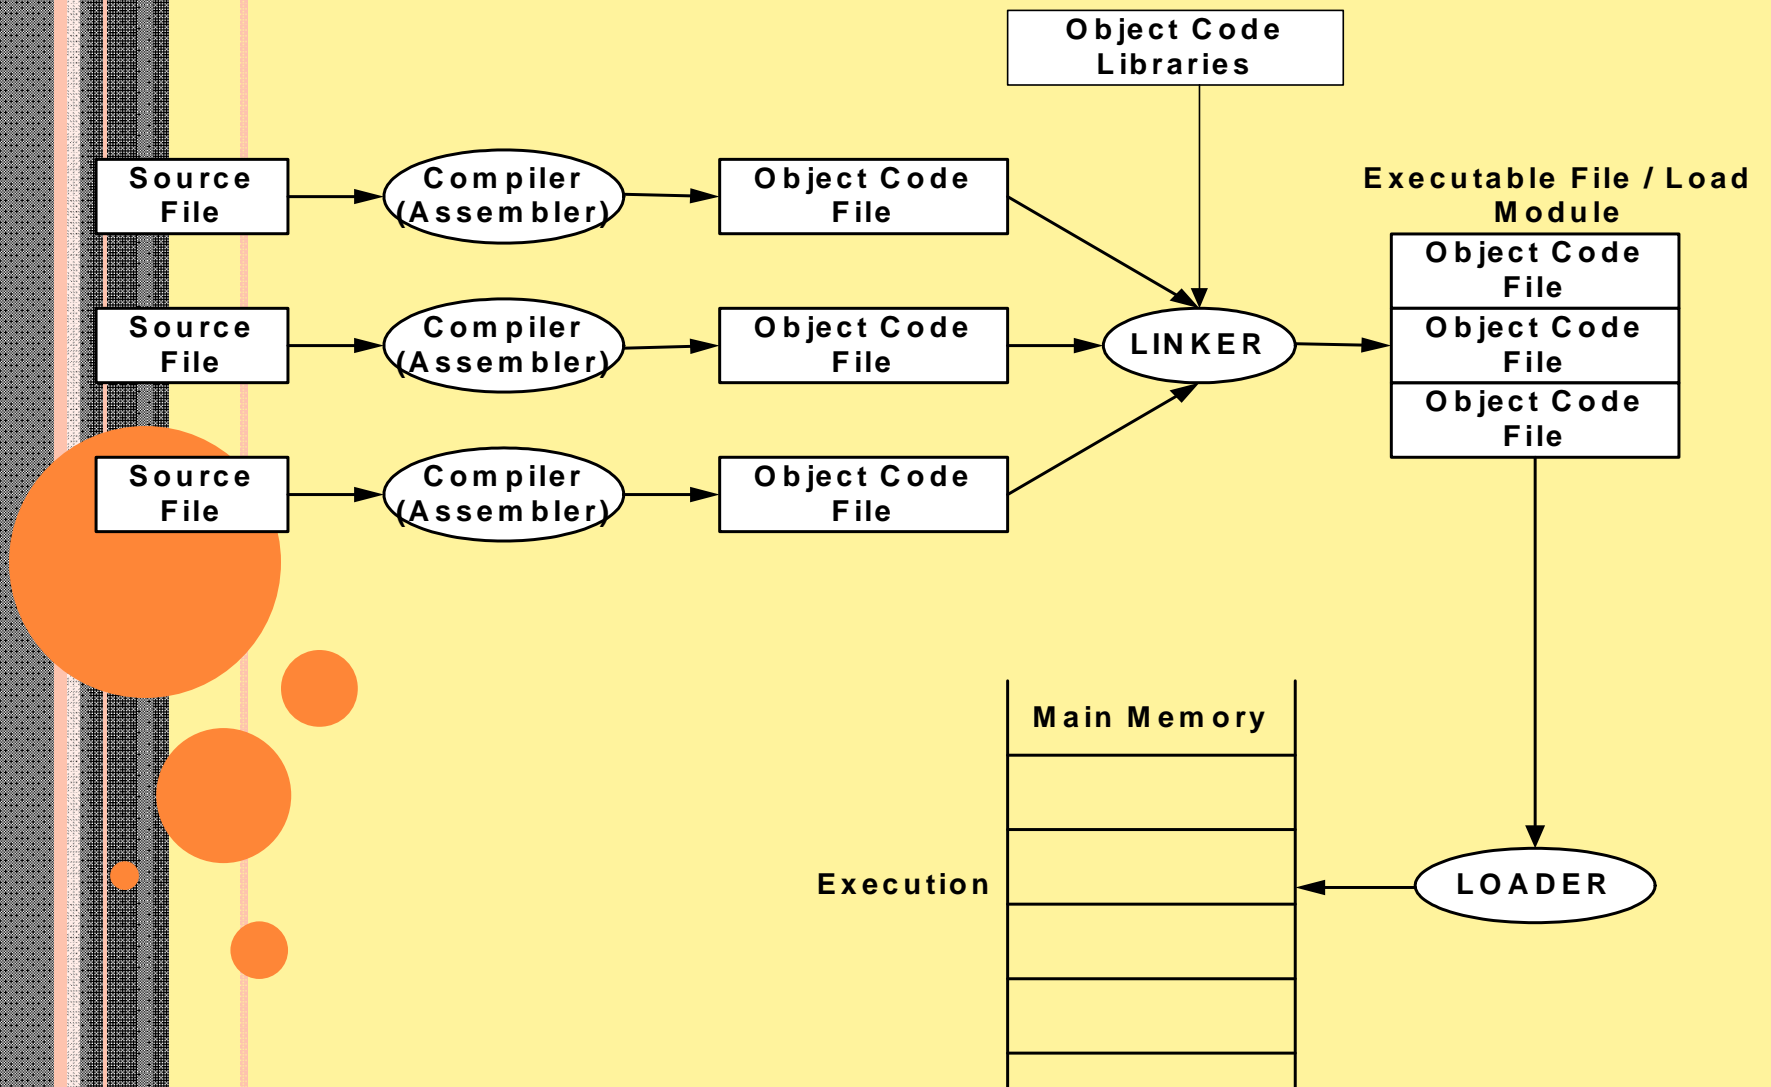 Object Code
Libraries
Source
File
Compiler
(Assembler)
Object Code
File
Executable File / Load
Module
Object Code
File
Source
File
Compiler
(Assembler)
Object Code
File
LINKER
Object Code
File
Object Code
File
Source
File
Compiler
(Assembler)
Object Code
File
Main Memory
Execution
LOADER